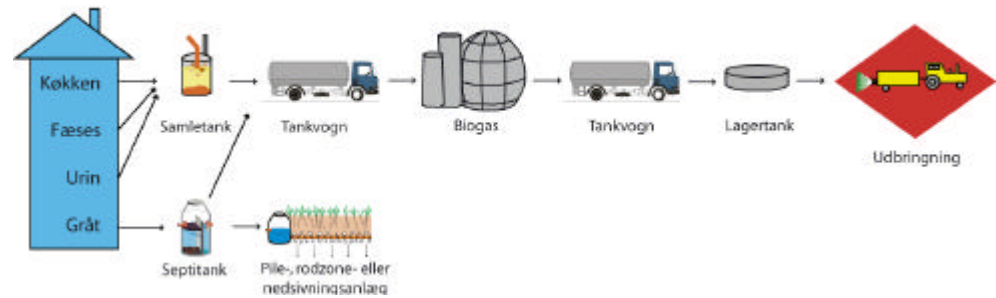 Køkken
Fæses
Urin
Gråt
Samletank
Tankvogn
Biogas
Tankvogn
Lagertank
Udbringning
Septitank
Pile-, rodzone- eller
nedsivningsanlæg